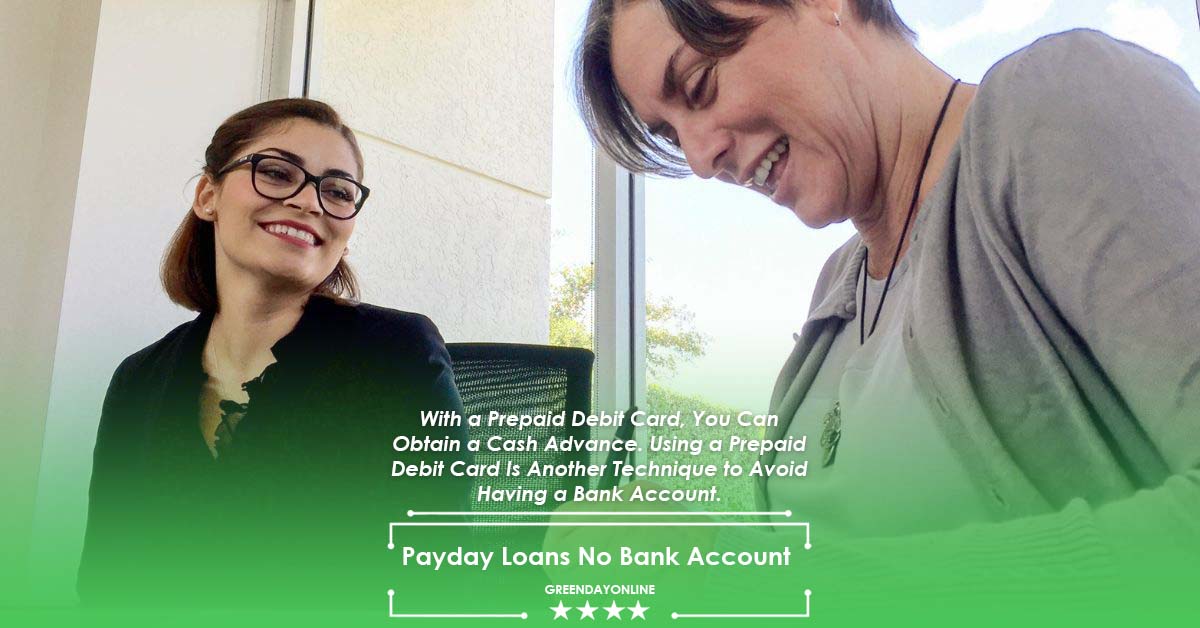 With a Prepaid Debit Card, You Can
Obtain a Cash Advance. Using a Prepaid
Debit Card Is Another Technique to Avoid
Having a Bank Account.
Payday Loans No Bank Account
GREENDAYONLINE